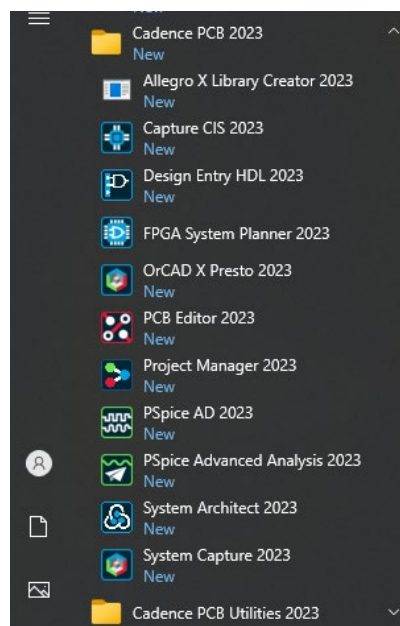 New
Cadence PCB 2023
New
Allegro X Library Creator 2023
New
Capture CIS 2023
New
Design Entry HDL 2023
New
FPGA System Planner 2023
OrCAD X Presto 2023
New
PCB Editor 2023
New
Project Manager 2023
New
PSpice AD 2023
New
PSpice Advanced Analysis 2023
New
System Architect 2023
New
System Capture 2023
New
Cadence PCB Utilities 2023